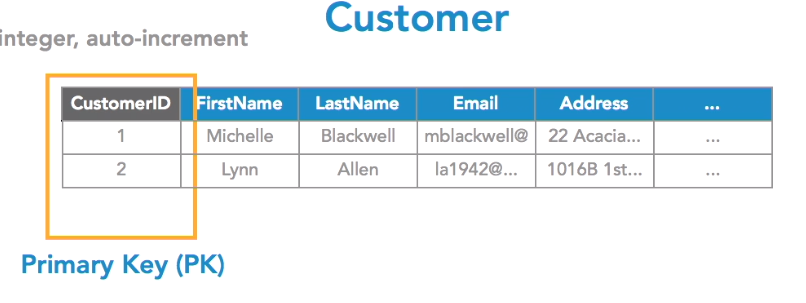 Customer
integer, auto-increment
CustomerID FirstName LastName Email Address ...
1 Michelle Blackwell mblackwell@ 22 Acacia... ...
2 Lynn Allen la1942@... 1016B 1st... ...
Primary Key (PK)